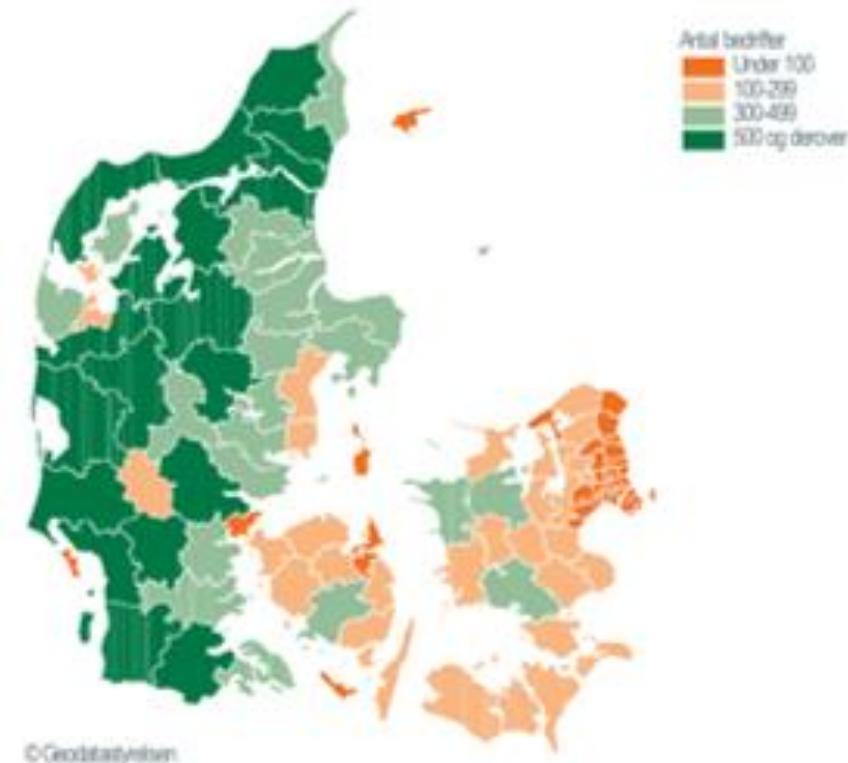 Antal bedrifter
Under 100
100-299
300-499
500 og derover
© Geodatastyrelsen